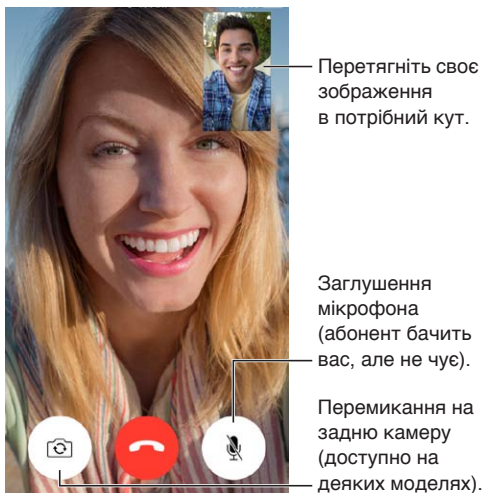 Перетягніть своє
зображення
в потрібний кут.
Заглушення
мікрофона
(абонент бачить
вас, але не чує).
Перемикання на
задню камеру
(доступно на
деяких моделях).